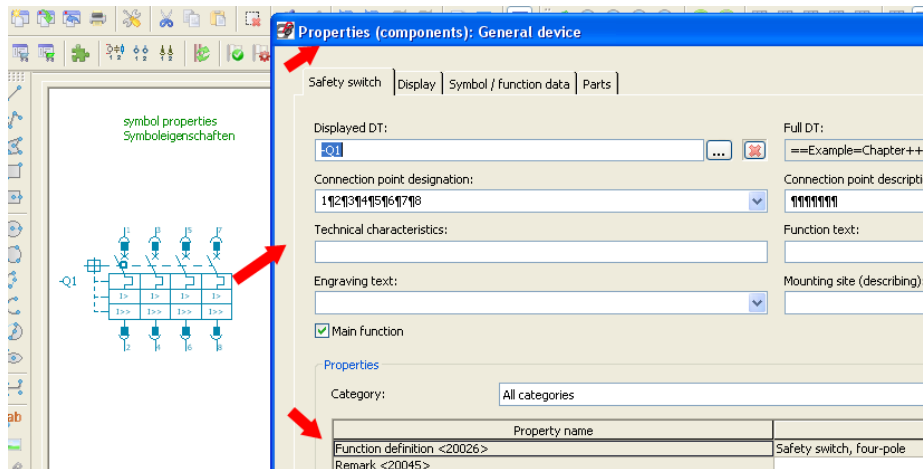 Properties (components): General device
Safety switch Display Symbol / function data Parts
symbol properties
Symboleigenschaften
Displayed DT: Full DT:
-Q1 ... ==Example=Chapter++
Connection point designation: Connection point descripti
1¶2¶3¶4¶5¶6¶7¶8 ¶¶¶¶¶¶¶
Technical characteristics: Function text:
1 3 5 7
-Q1
I> I> I> I>
I>> I>> I>> I>>
2 4 6 8
Engraving text: Mounting site (describing):
Main function
Properties
Category: All categories
Property name
Function definition <20026> Safety switch, four-pole
Remark <20045>
ab